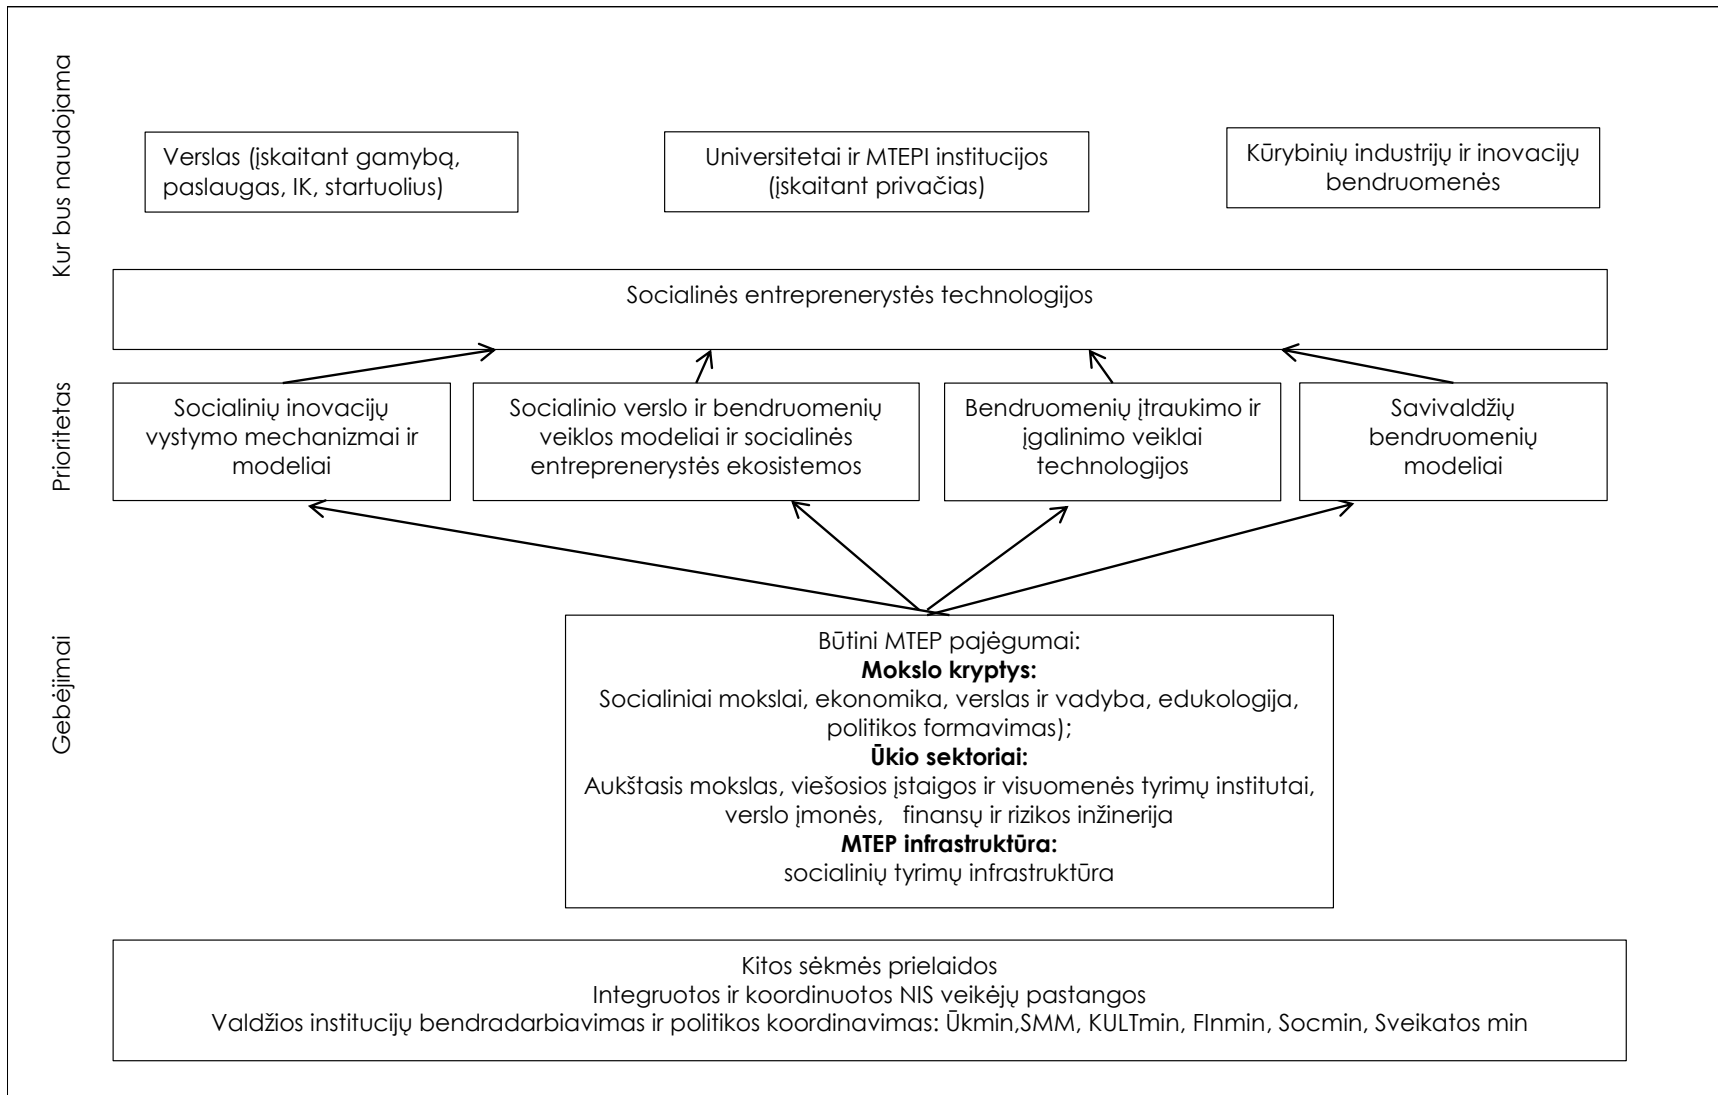 Kur bus naudojama
Verslas (įskaitant gamybą,
paslaugas, IK, startuolius)
Universitetai ir MTEPI institucijos
(įskaitant privačias)
Kūrybinių industrijų ir inovacijų
bendruomenės
Socialinės entreprenerystės technologijos
Prioritetas
Socialinių inovacijų
vystymo mechanizmai ir
modeliai
Socialinio verslo ir bendruomenių
veiklos modeliai ir socialinės
entreprenerystės ekosistemos
Bendruomenių įtraukimo ir
įgalinimo veiklai
technologijos
Savivaldžių
bendruomenių
modeliai
Gebėjimai
Būtini MTEP pajėgumai:
Mokslo kryptys:
Socialiniai mokslai, ekonomika, verslas ir vadyba, edukologija,
politikos formavimas);
Ūkio sektoriai:
Aukštasis mokslas, viešosios įstaigos ir visuomenės tyrimų institutai,
verslo įmonės, finansų ir rizikos inžinerija
MTEP infrastruktūra:
socialinių tyrimų infrastruktūra
Kitos sėkmės prielaidos
Integruotos ir koordinuotos NIS veikėjų pastangos
Valdžios institucijų bendradarbiavimas ir politikos koordinavimas: Ūkmin,SMM, KULTmin, FInmin, Socmin, Sveikatos min